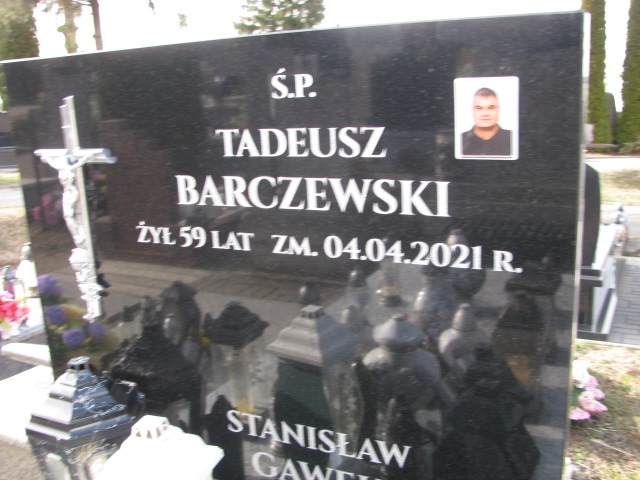 Ś.P.
TADEUSZ
BARCZEWSKI
ŻYŁ 59 LAT ZM. 04.04.2021 R.
STANISŁAW